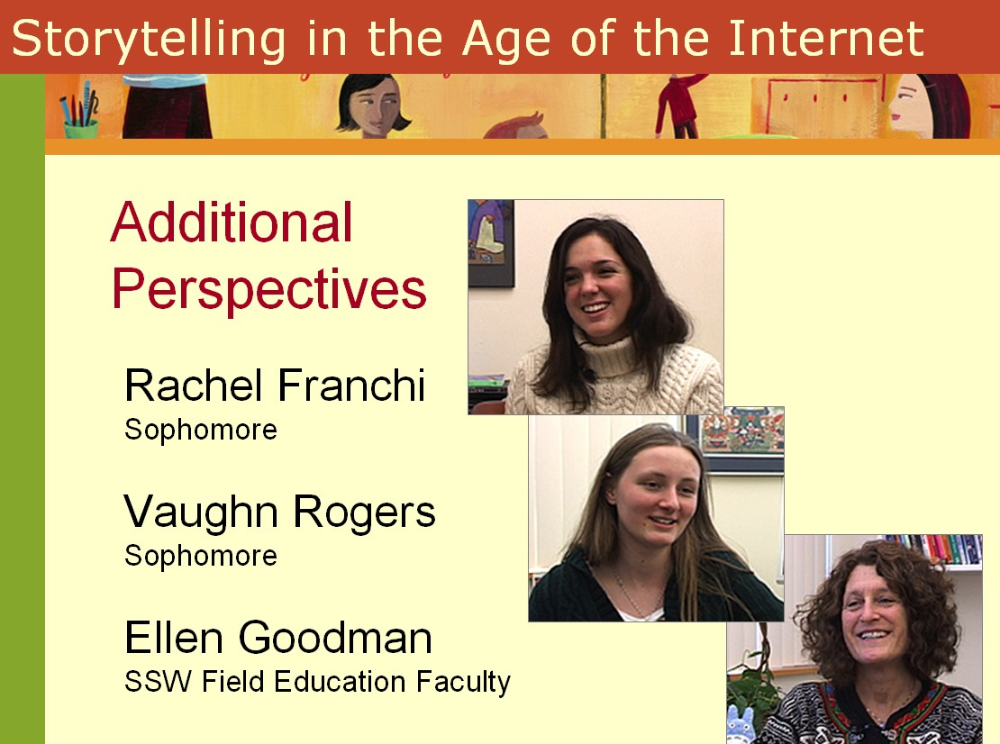 Storytelling in the Age of the Internet
Additional
Perspectives
Rachel Franchi
Sophomore
Vaughn Rogers
Sophomore
Ellen Goodman
SSW Field Education Faculty